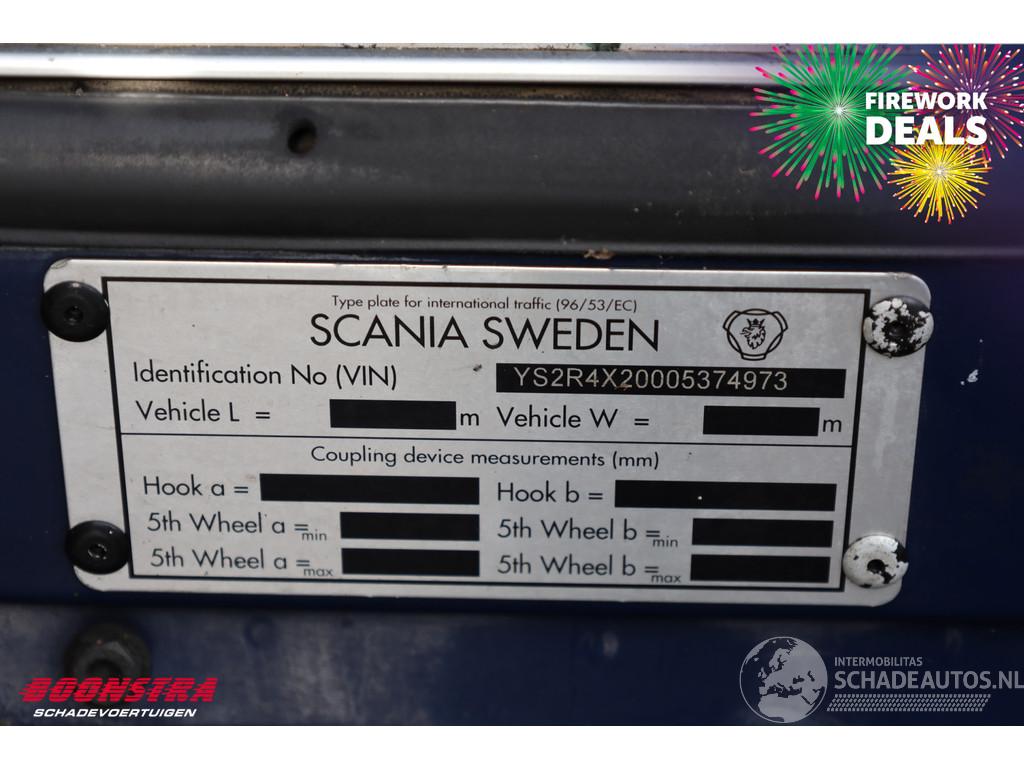 FIREWORK
DEALS
Type plate for international traffic (96/53/EC)
SCANIA SWEDEN
Identification No (VIN) YS2R4X20005374973
Vehicle L = m Vehicle W = m
Coupling device measurements (mm)
Hook a = Hook b =
5th Wheel a =min 5th Wheel b =min
5th Wheel a =max 5th Wheel b =max
BOONSTRA
SCHADEVOERTUIGEN
INTERMOBILITAS
SCHADEAUTOS.NL